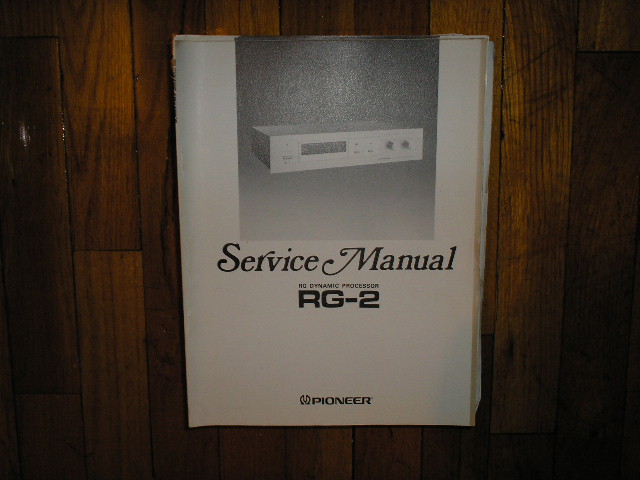 Service Manual
RG DYNAMIC PROCESSOR
RG-2
PIONEER